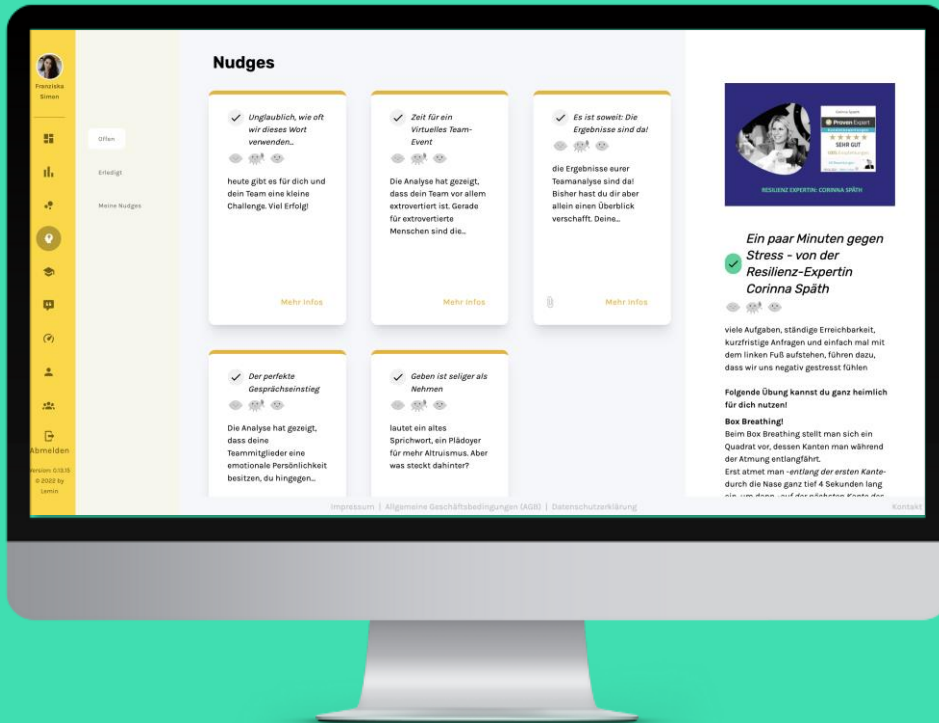 Franziska
Simon
Offen
Erledigt
Meine Nudges
Abmelden
Version: 0.10.15
© 2022 by
Lemin
Nudges
Unglaublich, wie oft
wir dieses Wort
verwenden...
heute gibt es für dich und
dein Team eine kleine
Challenge. Viel Erfolg!
Mehr Infos
Zeit für ein
Virtuelles Team-
Event
Die Analyse hat gezeigt,
dass dein Team vor allem
extrovertiert ist. Gerade
für extrovertierte
Menschen sind die...
Mehr Infos
Es ist soweit: Die
Ergebnisse sind da!
die Ergebnisse eurer
Teamanalyse sind da!
Bisher hast du dir aber
allein einen Überblick
verschafft. Deine...
Mehr Infos
Der perfekte
Gesprächseinstieg
Die Analyse hat gezeigt,
dass deine
Teammitglieder eine
emotionale Persönlichkeit
besitzen, du hingegen...
Geben ist seliger als
Nehmen
lautet ein altes
Sprichwort, ein Plädoyer
für mehr Altruismus. Aber
was steckt dahinter?
Corinna Späth
Proven Expert
SEHR GUT
RESILIENZ EXPERTIN: CORINNA SPÄTH
Ein paar Minuten gegen
Stress - von der
Resilienz-Expertin
Corinna Späth
viele Aufgaben, ständige Erreichbarkeit,
kurzfristige Anfragen und einfach mal mit
dem linken Fuß aufstehen, führen dazu,
dass wir uns negativ gestresst fühlen
Folgende Übung kannst du ganz heimlich
für dich nutzen!
Box Breathing!
Beim Box Breathing stellt man sich ein
Quadrat vor, dessen Kanten man während
der Atmung entlangfährt.
Erst atmet man -entlang der ersten Kante-
durch die Nase ganz tief 4 Sekunden lang
ein, um dann -auf der nächsten Kante des
Impressum | Allgemeine Geschäftsbedingungen (AGB) | Datenschutzerklärung
Kontakt